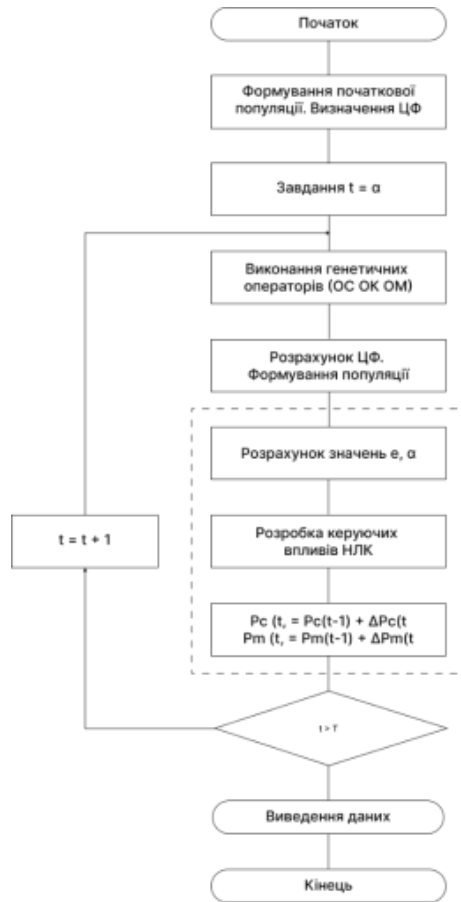 Початок
Формування початкової
популяції. Визначення ЦФ
Завдання t = α
Виконання генетичних
операторів (ОС ОК ОМ)
Розрахунок ЦФ.
Формування популяції
Розрахунок значень e, α
t = t + 1
Розробка керуючих
впливів НЛК
Pc (t, = Pc(t-1) + ΔPc(t
Pm (t, = Pm(t-1) + ΔPm(t
t > T
Виведення даних
Кінець